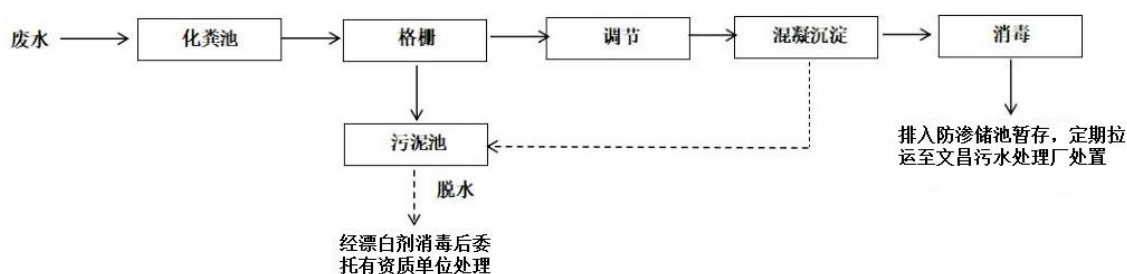 废水
化粪池
格栅
调节
混凝沉淀
消毒
污泥池
排入防渗储池暂存，定期拉
运至文昌污水处理厂处置
脱水
经漂白剂消毒后委
托有资质单位处理